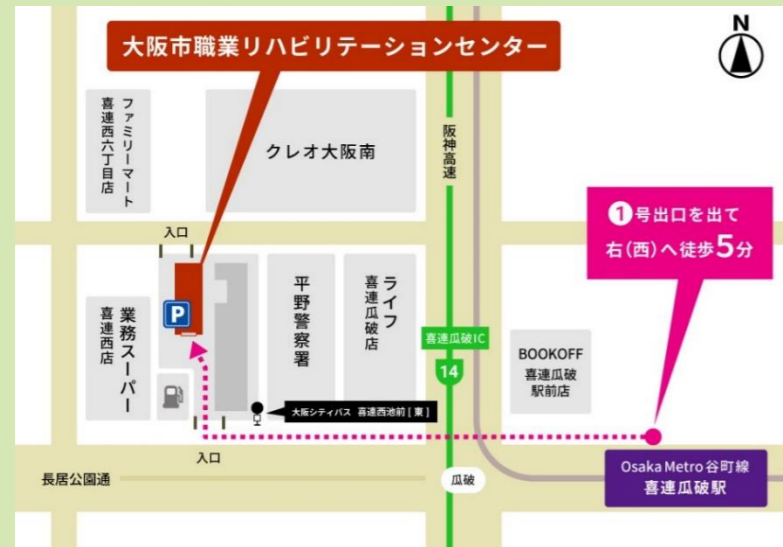 大阪市職業リハビリテーションセンター
N
ファミリーマート
喜連西六丁目店
クレオ大阪南
阪神高速
❶号出口を出て
右(西)へ徒歩5分
入口
P
業務スーパー
喜連西店
平野警察署
ライフ
喜連瓜破店
喜連瓜破IC
14
BOOKOFF
喜連瓜破
駅前店
大阪シティバス 喜連西池前 [ 東 ]
入口
長居公園通
瓜破
Osaka Metro 谷町線
喜連瓜破駅